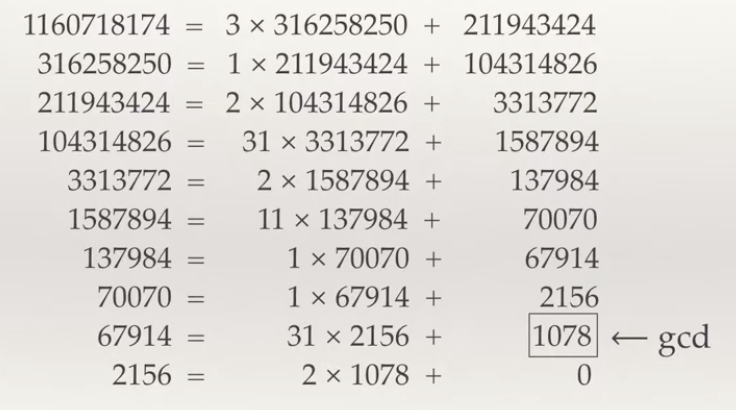 1160718174 = 3 × 316258250 + 211943424
316258250 = 1 × 211943424 + 104314826
211943424 = 2 × 104314826 + 3313772
104314826 = 31 × 3313772 + 1587894
3313772 = 2 × 1587894 + 137984
1587894 = 11 × 137984 + 70070
137984 = 1 × 70070 + 67914
70070 = 1 × 67914 + 2156
67914 = 31 × 2156 + 1078 ← gcd
2156 = 2 × 1078 + 0